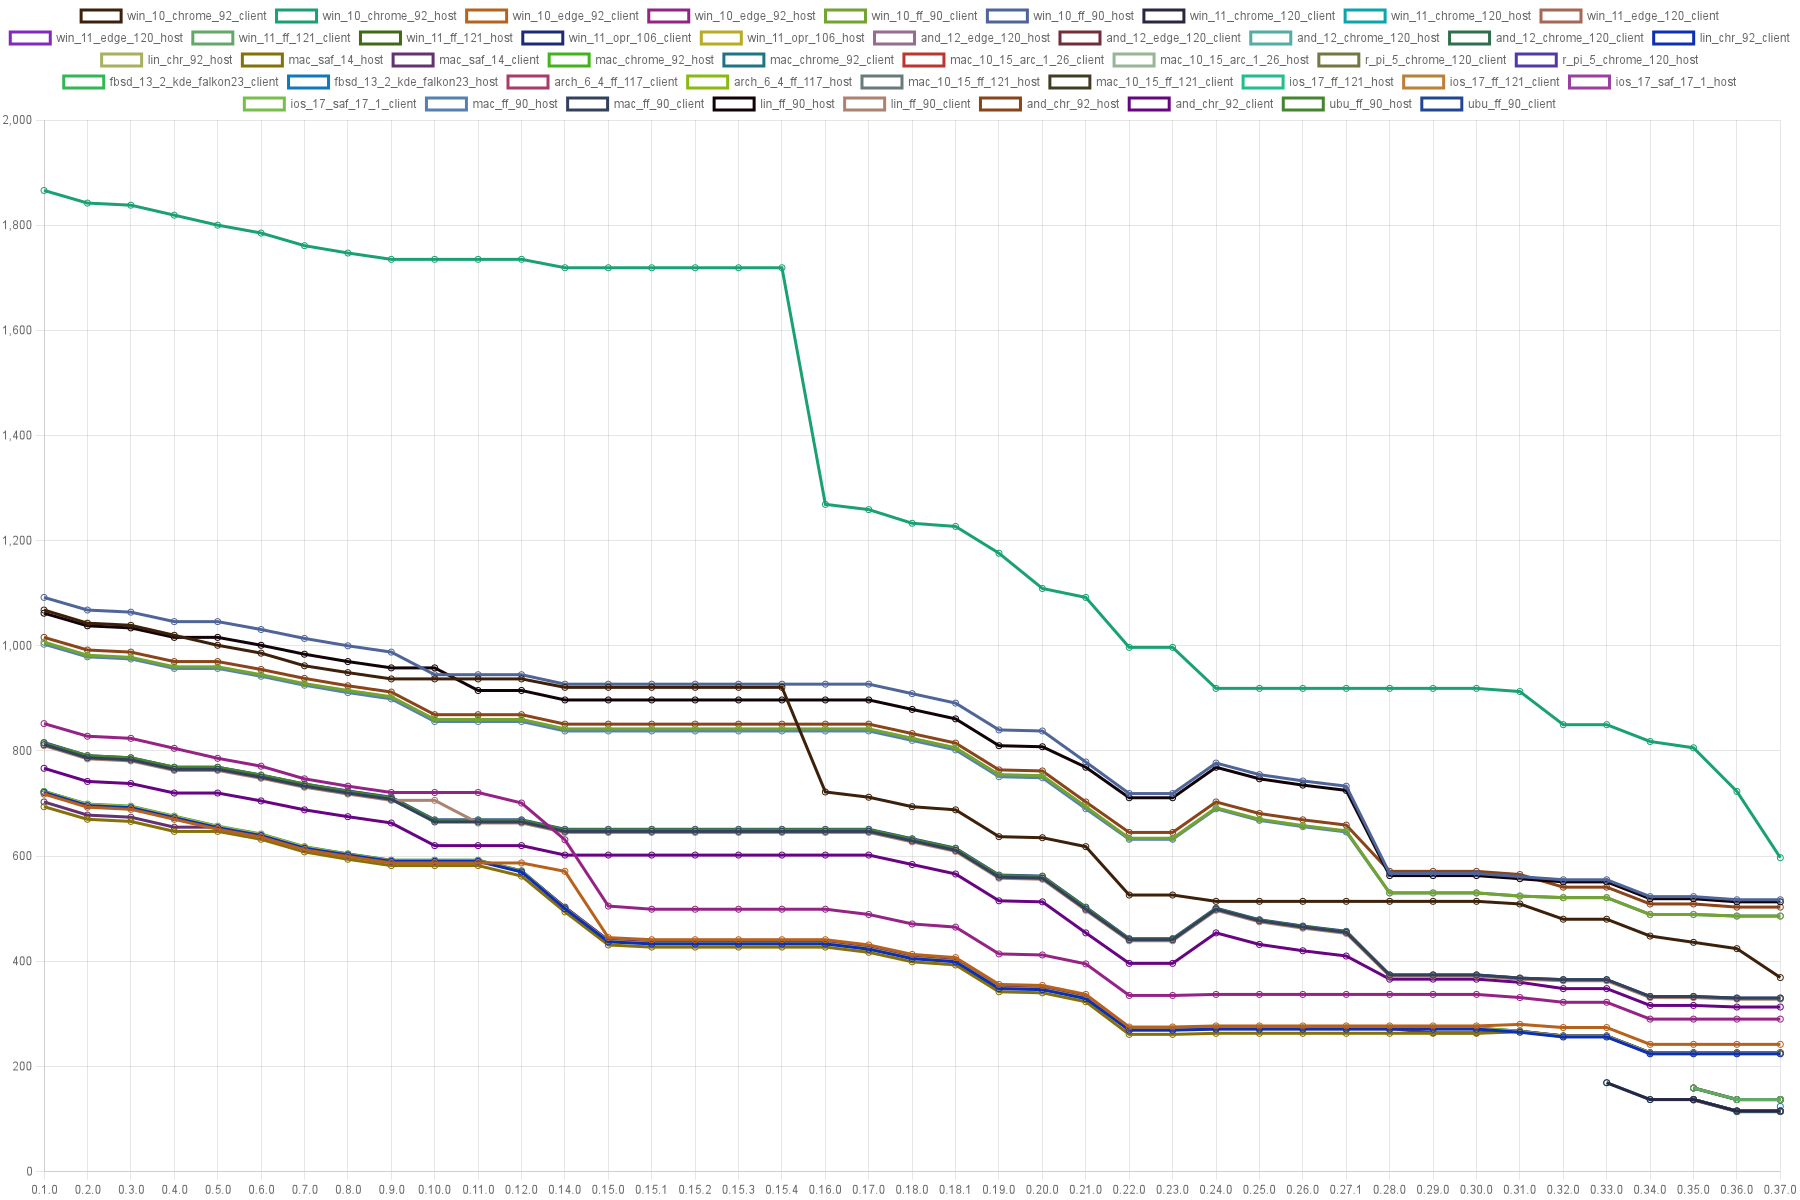 win_10_chrome_92_client win_10_chrome_92_host win_10_edge_92_client win_10_edge_92_host win_10_ff_90_client win_10_ff_90_host win_11_chrome_120_client win_11_chrome_120_host win_11_edge_120_client
win_11_edge_120_host win_11_ff_121_client win_11_ff_121_host win_11_opr_106_client win_11_opr_106_host and_12_edge_120_host and_12_edge_120_client and_12_chrome_120_host and_12_chrome_120_client lin_chr_92_client
lin_chr_92_host mac_saf_14_host mac_saf_14_client mac_chrome_92_host mac_chrome_92_client mac_10_15_arc_1_26_client mac_10_15_arc_1_26_host r_pi_5_chrome_120_client r_pi_5_chrome_120_host
fbsd_13_2_kde_falkon23_client fbsd_13_2_kde_falkon23_host arch_6_4_ff_117_client arch_6_4_ff_117_host mac_10_15_ff_121_host mac_10_15_ff_121_client ios_17_ff_121_host ios_17_ff_121_client ios_17_saf_17_1_host
ios_17_saf_17_1_client mac_ff_90_host mac_ff_90_client lin_ff_90_host lin_ff_90_client and_chr_92_host and_chr_92_client ubu_ff_90_host ubu_ff_90_client
2,000
1,800
1,600
1,400
1,200
1,000
800
600
400
200
0
0.1.0 0.2.0 0.3.0 0.4.0 0.5.0 0.6.0 0.7.0 0.8.0 0.9.0 0.10.0 0.11.0 0.12.0 0.14.0 0.15.0 0.15.1 0.15.2 0.15.3 0.15.4 0.16.0 0.17.0 0.18.0 0.18.1 0.19.0 0.20.0 0.21.0 0.22.0 0.23.0 0.24.0 0.25.0 0.26.0 0.27.1 0.28.0 0.29.0 0.30.0 0.31.0 0.32.0 0.33.0 0.34.0 0.35.0 0.36.0 0.37.0